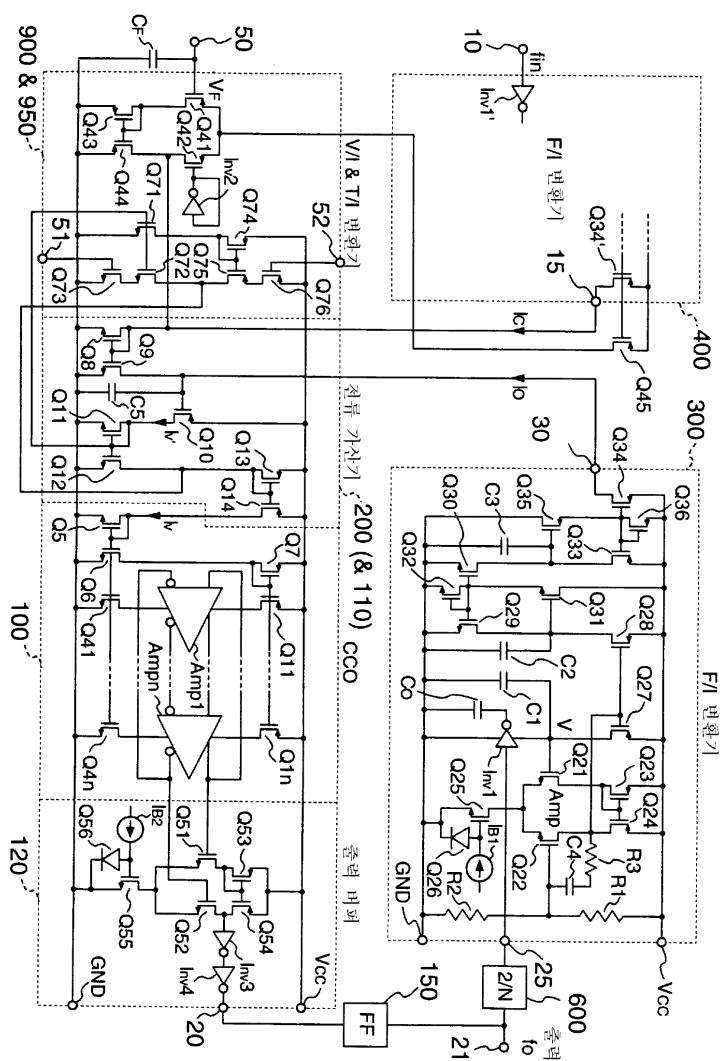 10
fin
Inv1'
F/I 변환기
Q34'
15
Q45
400
Ic
Io
300
F/I 변환기
30
Q34
Q36
Q35
Q33
C3
Q30
Q32
Q31
Q29
Q28
C2
C1
Co
Q27
V
Inv1
Q21
Amp
Q23
Q24
Q25
Q22
IB1
Q26
C4
R3
R1
R2
GND
Vcc
25
2/N
600
출력
fo
21
150
FF
50
CF
900 & 950
V/I & T/I 변환기
VF
Q41
Q42
Q43
Q44
Inv2
Q71
Q74
Q72
Q75
Q73
Q76
51
52
전류 가산기
200 (& 110)
Q8
Q9
C5
Q10
Q11
Iv'
Q12
Q13
Q14
CCO
100
Q5
Iv
Q6
Q7
Q41
Q11
Amp1
Ampn
Q4n
Q1n
출력 버퍼
120
IB2
Q56
Q55
Q51
Q53
Q52
Q54
Inv3
Inv4
20
GND
Vcc